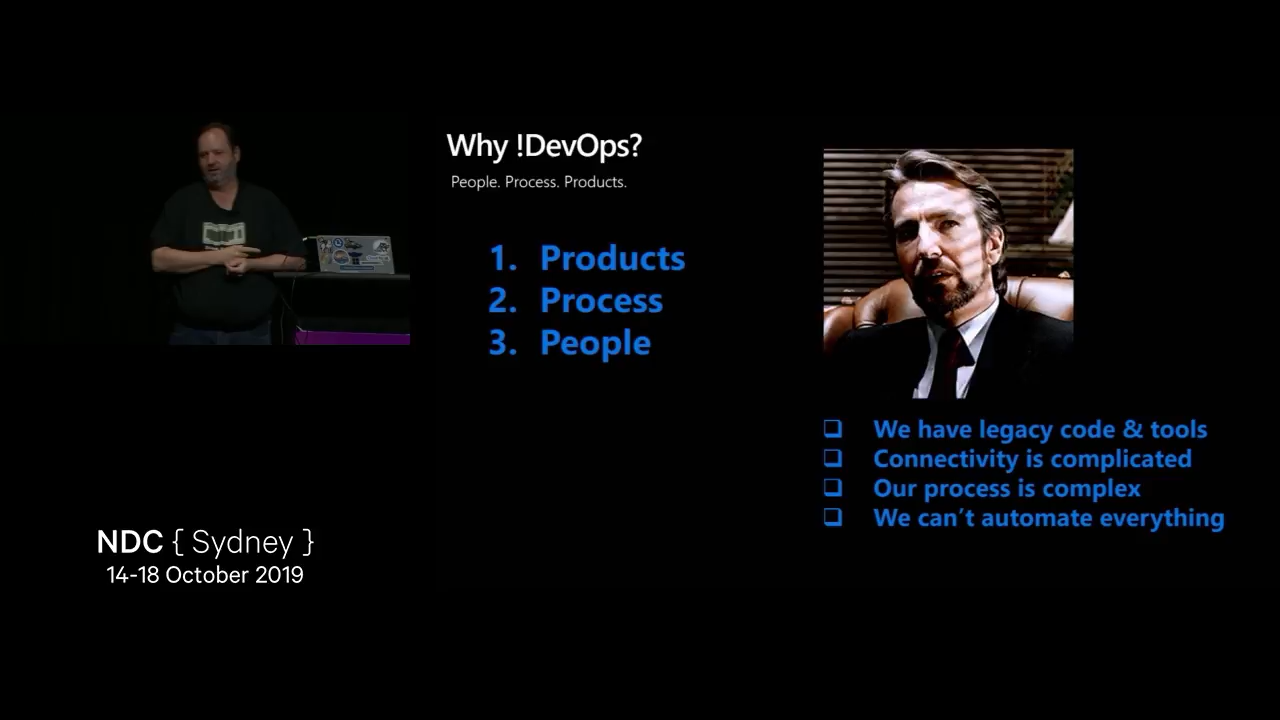 Why !DevOps?
People. Process. Products.
1. Products
2. Process
3. People
❑ We have legacy code & tools
❑ Connectivity is complicated
❑ Our process is complex
❑ We can’t automate everything
NDC { Sydney }
14-18 October 2019